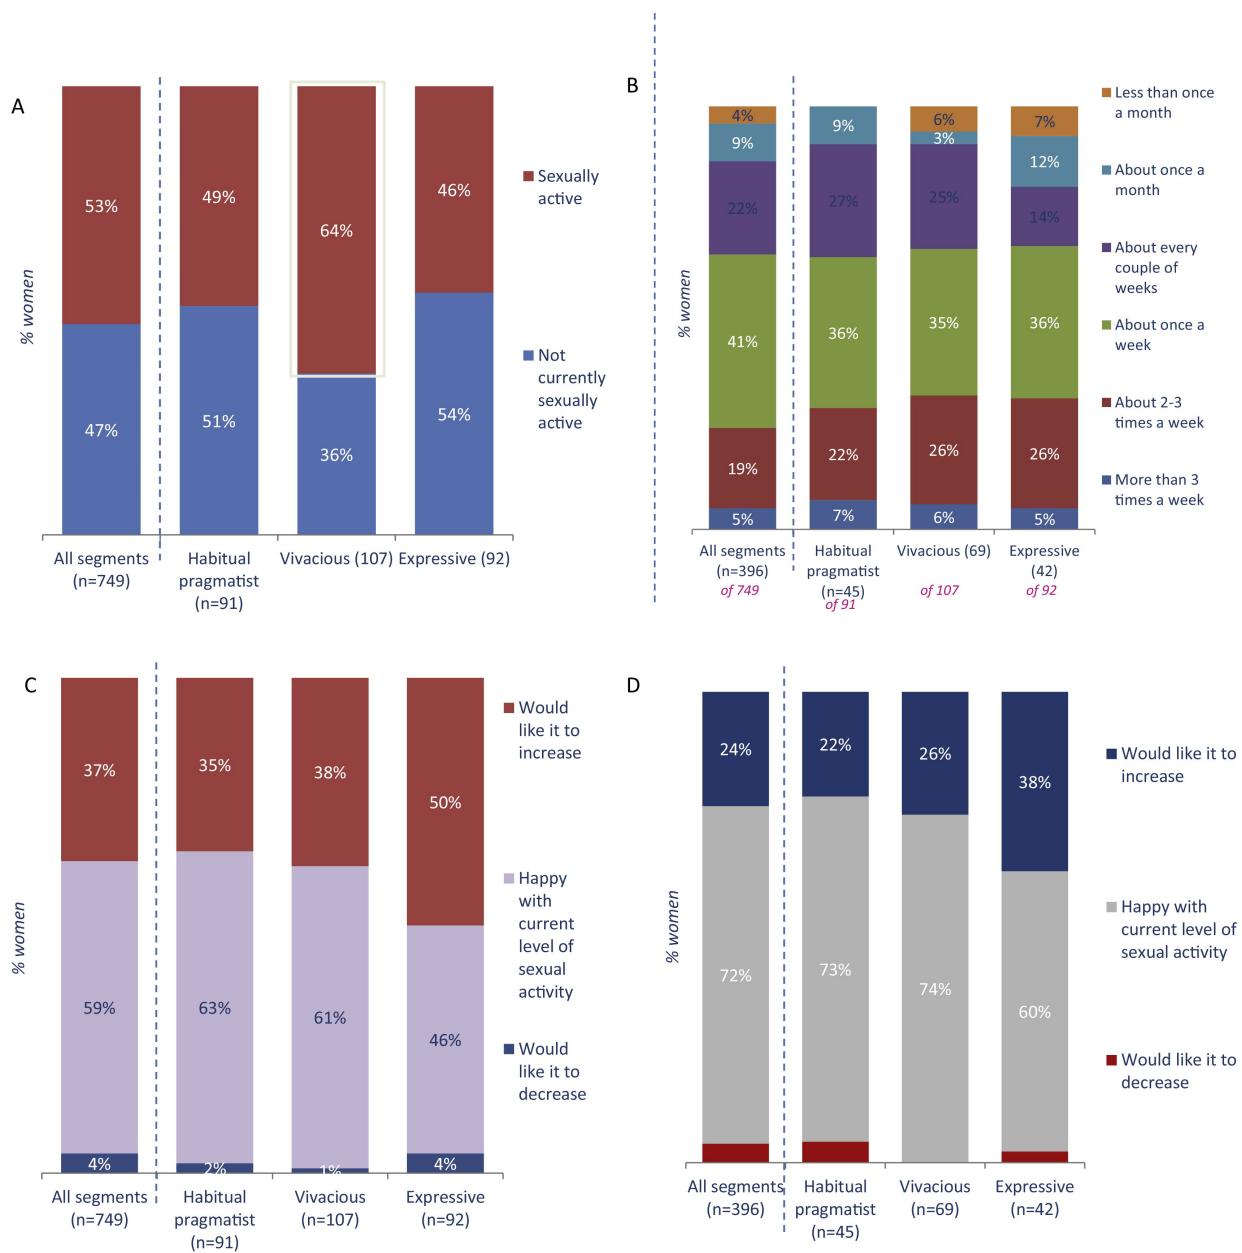 A
% women
53%
49%
64%
46%
47%
51%
36%
54%
Sexually
active
Not
currently
sexually
active
All segments
(n=749)
Habitual
pragmatist
(n=91)
Vivacious (107)
Expressive (92)
B
% women
4%
9%
22%
41%
19%
5%
9%
27%
36%
22%
7%
6%
3%
25%
35%
26%
6%
7%
12%
14%
36%
26%
5%
Less than once
a month
About once a
month
About every
couple of
weeks
About once a
week
About 2-3
times a week
More than 3
times a week
All segments
(n=396)
of 749
Habitual
pragmatist
(n=45)
of 91
Vivacious (69)
of 107
Expressive
(42)
of 92
C
% women
37%
35%
38%
50%
59%
63%
61%
46%
4%
2%
1%
4%
Would
like it to
increase
Happy
with
current
level of
sexual
activity
Would
like it to
decrease
All segments
(n=749)
Habitual
pragmatist
(n=91)
Vivacious
(n=107)
Expressive
(n=92)
D
% women
24%
22%
26%
38%
72%
73%
74%
60%
Would like it to
increase
Happy with
current level of
sexual activity
Would like it to
decrease
All segments
(n=396)
Habitual
pragmatist
(n=45)
Vivacious
(n=69)
Expressive
(n=42)